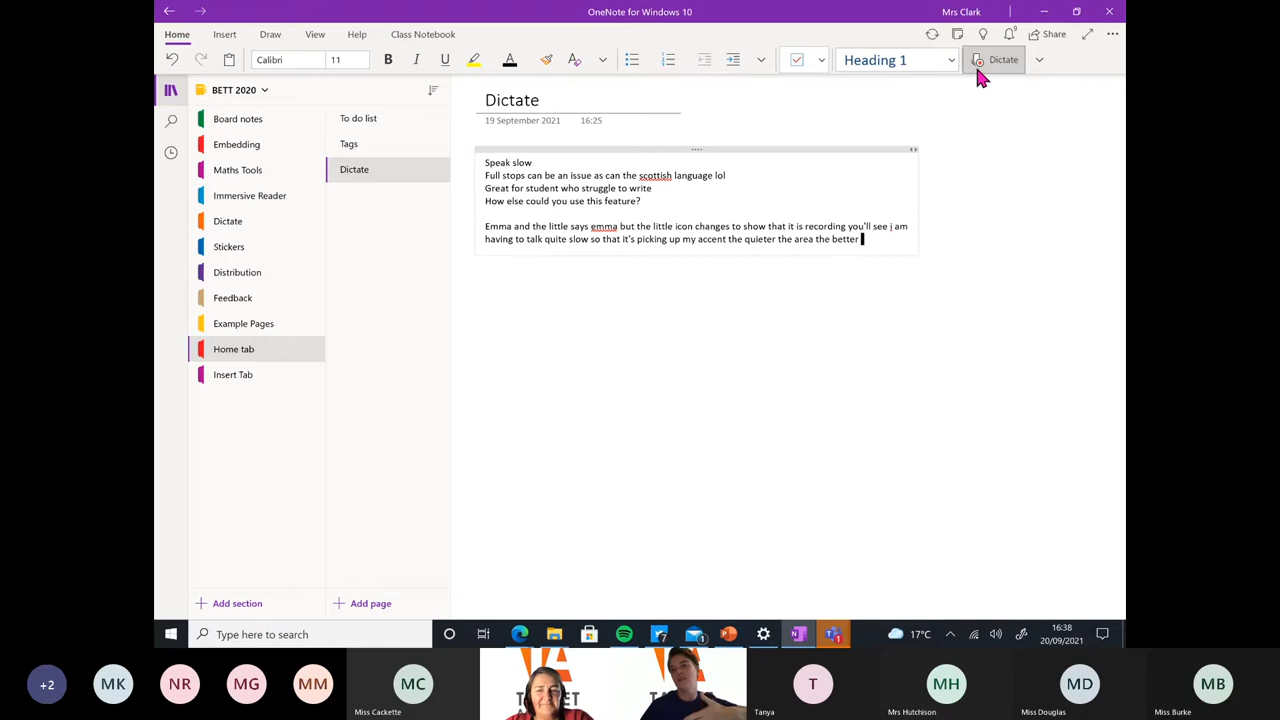 OneNote for Windows 10
Mrs Clark
Home
Insert
Draw
View
Help
Class Notebook
9
Share
Calibri
11
B
I
U
A
Heading 1
Dictate
BETT 2020
Board notes
Embedding
Maths Tools
Immersive Reader
Dictate
Stickers
Distribution
Feedback
Example Pages
Home tab
Insert Tab
Add section
To do list
Tags
Dictate
Add page
Dictate
19 September 2021 16:25
Speak slow
Full stops can be an issue as can the scottish language lol
Great for student who struggle to write
How else could you use this feature?
Emma and the little says emma but the little icon changes to show that it is recording you'll see i am
having to talk quite slow so that it's picking up my accent the quieter the area the better
Type here to search
7
1
1
17°C
16:38
20/09/2021
+2
MK
NR
MG
MM
MC
Miss Cackette
T
Tanya
MH
Mrs Hutchison
MD
Miss Douglas
MB
Miss Burke